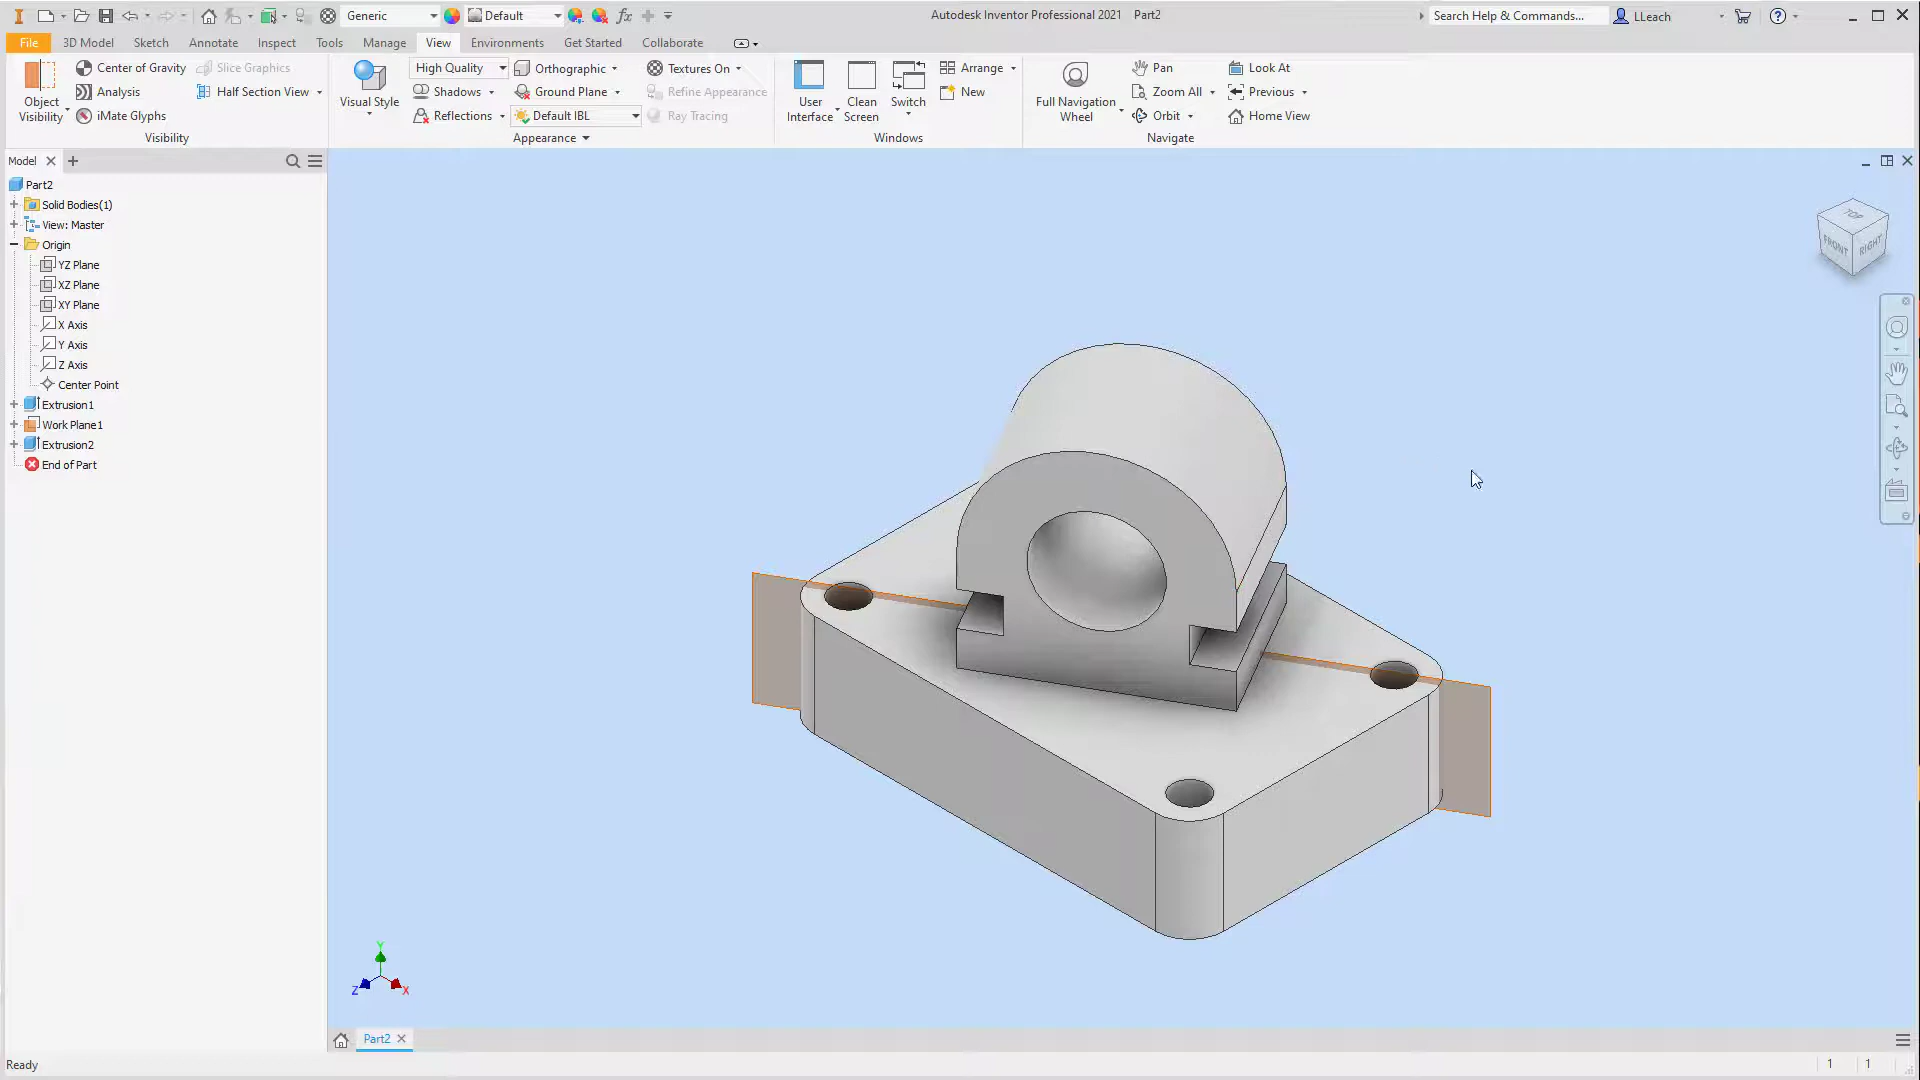 Generic
Default
fx
Autodesk Inventor Professional 2021 Part2
Search Help & Commands...
LLeach
File
3D Model
Sketch
Annotate
Inspect
Tools
Manage
View
Environments
Get Started
Collaborate
Object
Visibility
Center of Gravity
Slice Graphics
Analysis
Half Section View
iMate Glyphs
Visibility
Visual Style
High Quality
Orthographic
Textures On
Shadows
Ground Plane
Refine Appearance
Reflections
Default IBL
Ray Tracing
Appearance
User
Interface
Clean
Screen
Switch
Arrange
New
Windows
Full Navigation
Wheel
Pan
Look At
Zoom All
Previous
Orbit
Home View
Navigate
Model
Part2
Solid Bodies(1)
View: Master
Origin
YZ Plane
XZ Plane
XY Plane
X Axis
Y Axis
Z Axis
Center Point
Extrusion1
Work Plane1
Extrusion2
End of Part
TOP
FRONT
RIGHT
Y
Z
X
Part2
Ready
1
1